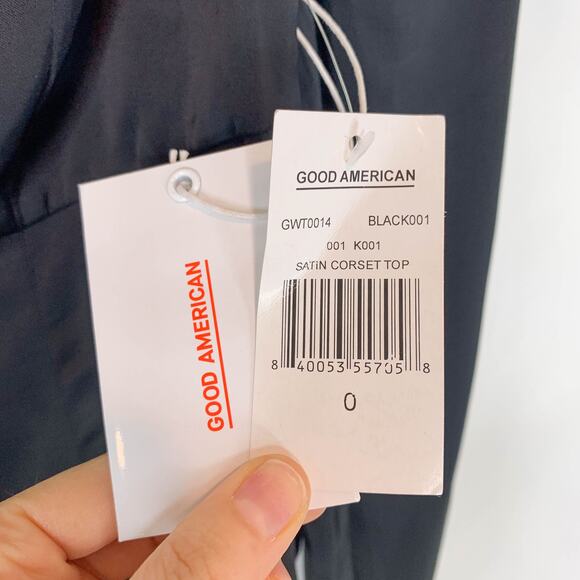 GOOD AMERICAN
GOOD AMERICAN
GWT0014 BLACK001
001 K001
SATIN CORSET TOP
8 40053 55705 8
0